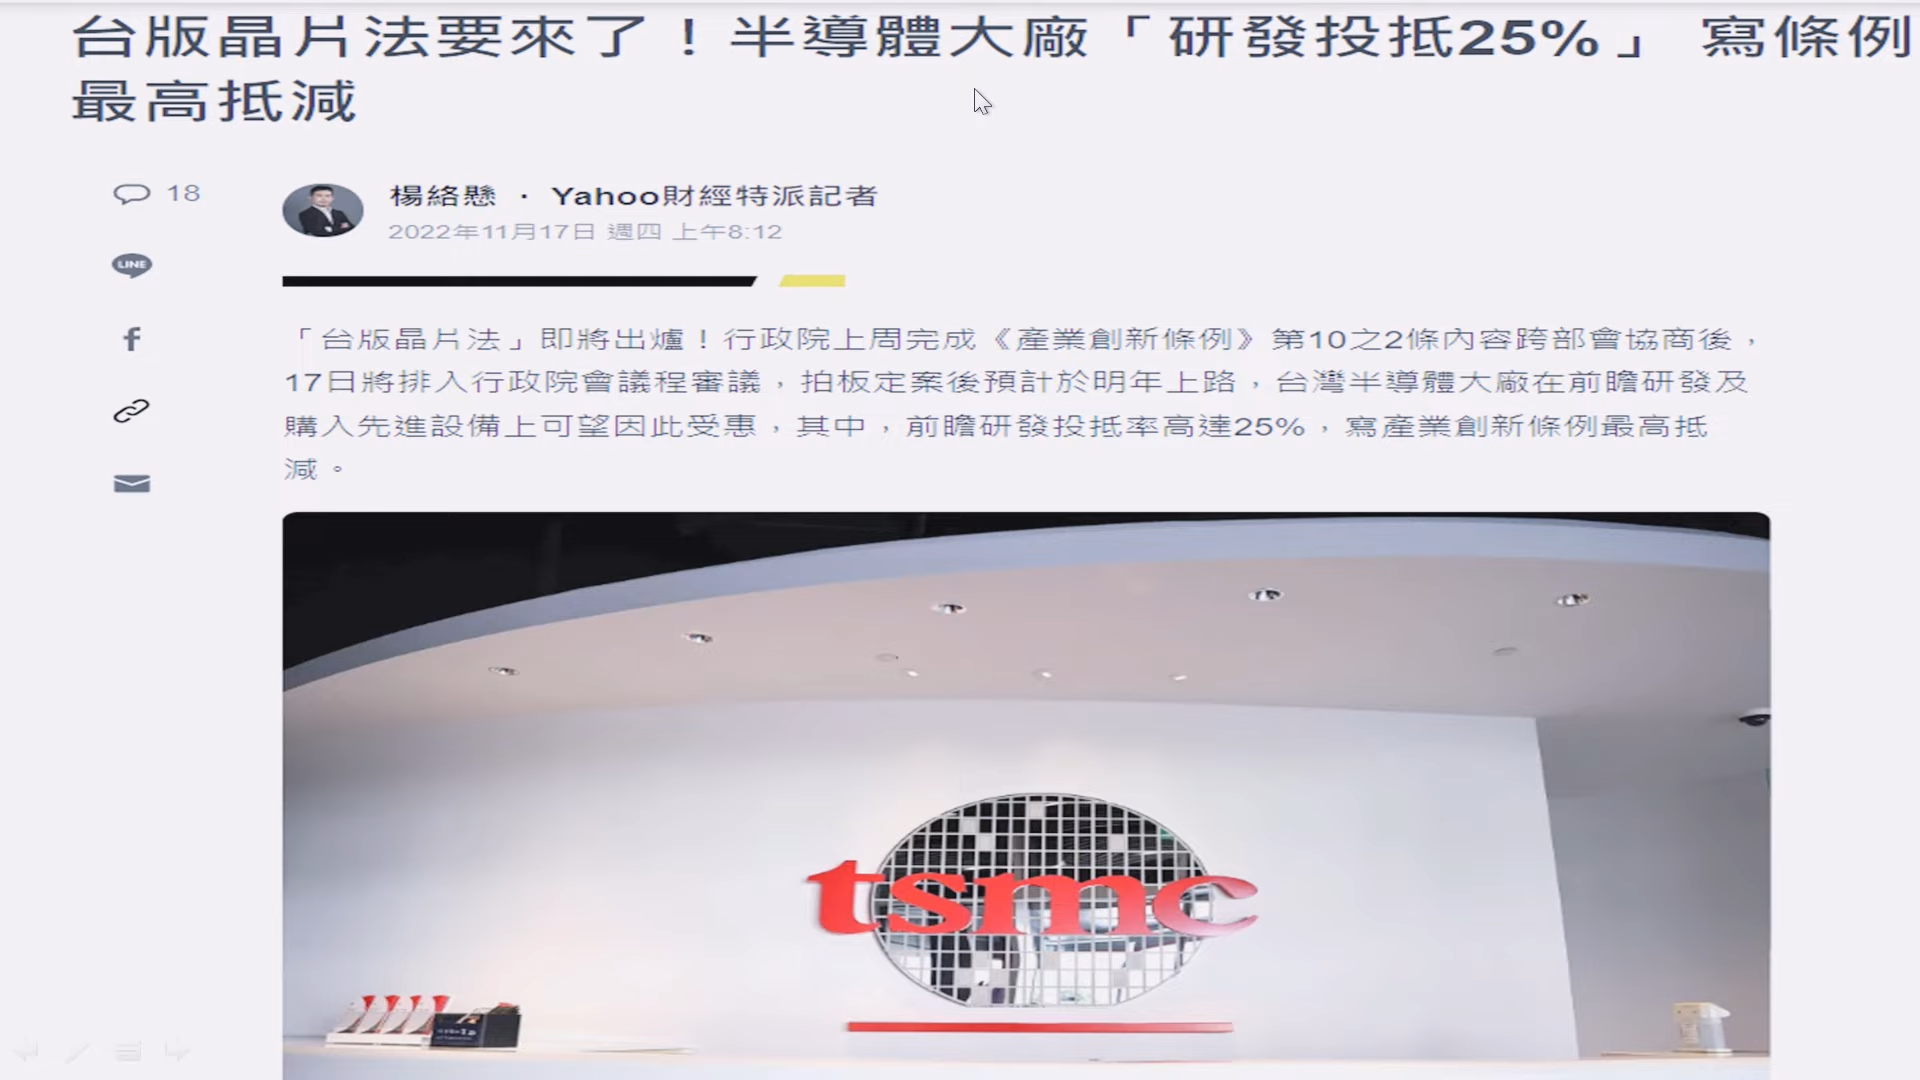 台版晶片法要來了！半導體大廠「研發投抵25%」 寫條例
最高抵減
18
楊絡懸 · Yahoo財經特派記者
2022年11月17日 週四 上午8:12
LINE
「台版晶片法」即將出爐！行政院上周完成《產業創新條例》第10之2條內容跨部會協商後，
17日將排入行政院會議程審議，拍板定案後預計於明年上路，台灣半導體大廠在前瞻研發及
購入先進設備上可望因此受惠，其中，前瞻研發投抵率高達25%，寫產業創新條例最高抵
減。
tsmc